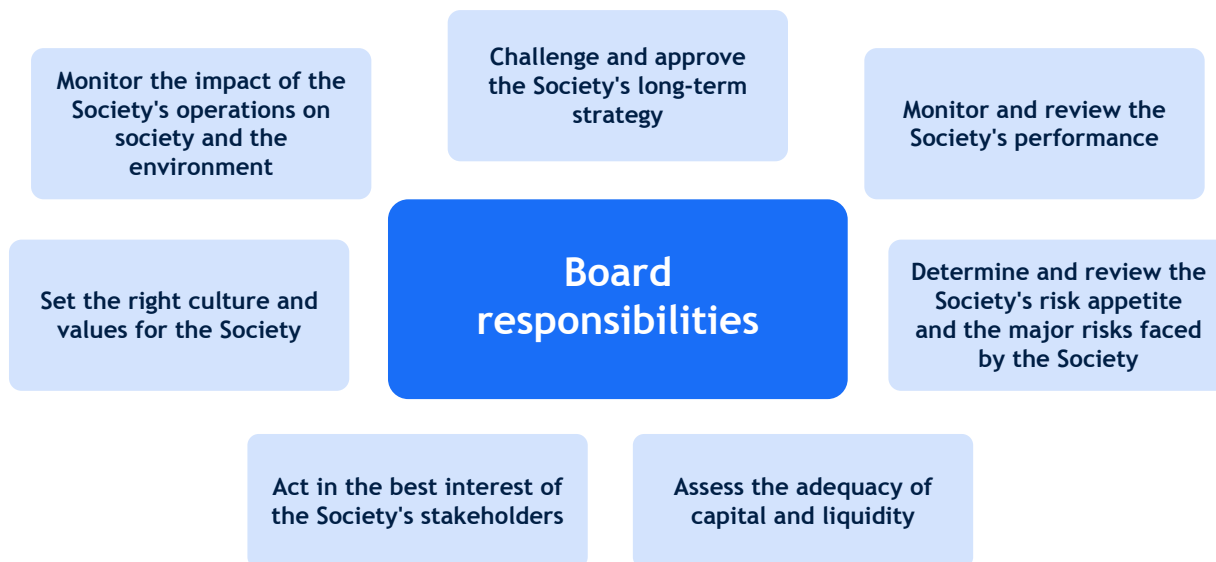 Challenge and approve
the Society's long-term
strategy
Monitor the impact of the
Society's operations on
society and the
environment
Monitor and review the
Society's performance
Board
responsibilities
Set the right culture and
values for the Society
Determine and review the
Society's risk appetite
and the major risks faced
by the Society
Act in the best interest of
the Society's stakeholders
Assess the adequacy of
capital and liquidity